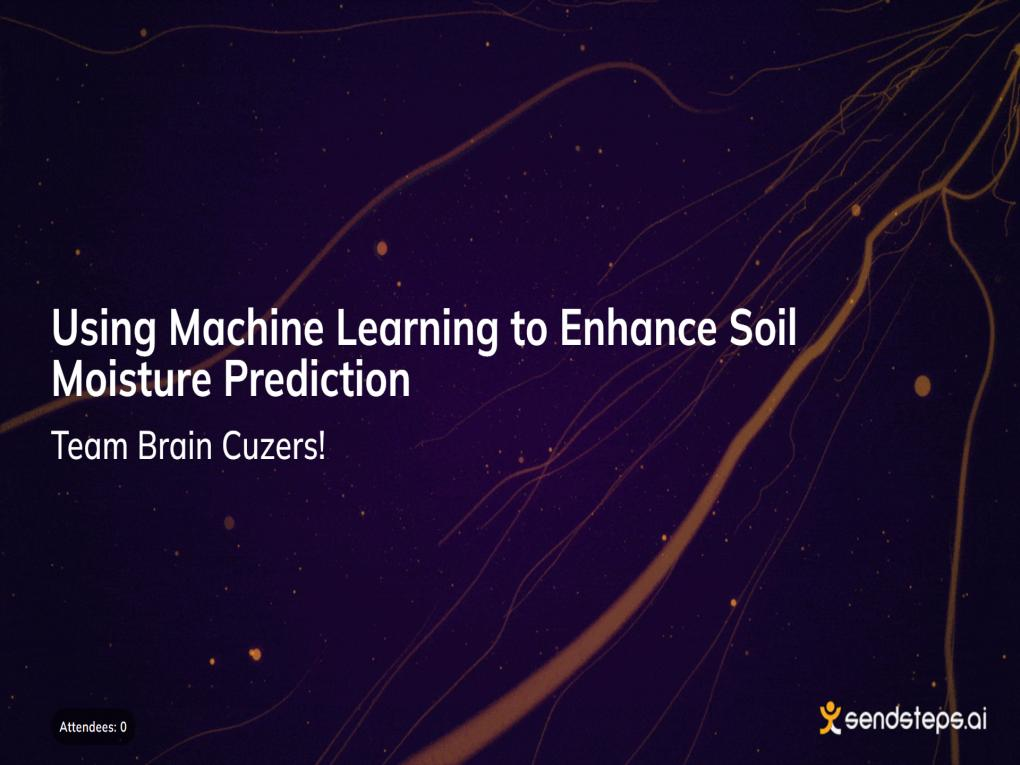 Using Machine Learning to Enhance Soil
Moisture Prediction
Team Brain Cuzers!
Attendees: 0
sendsteps.ai